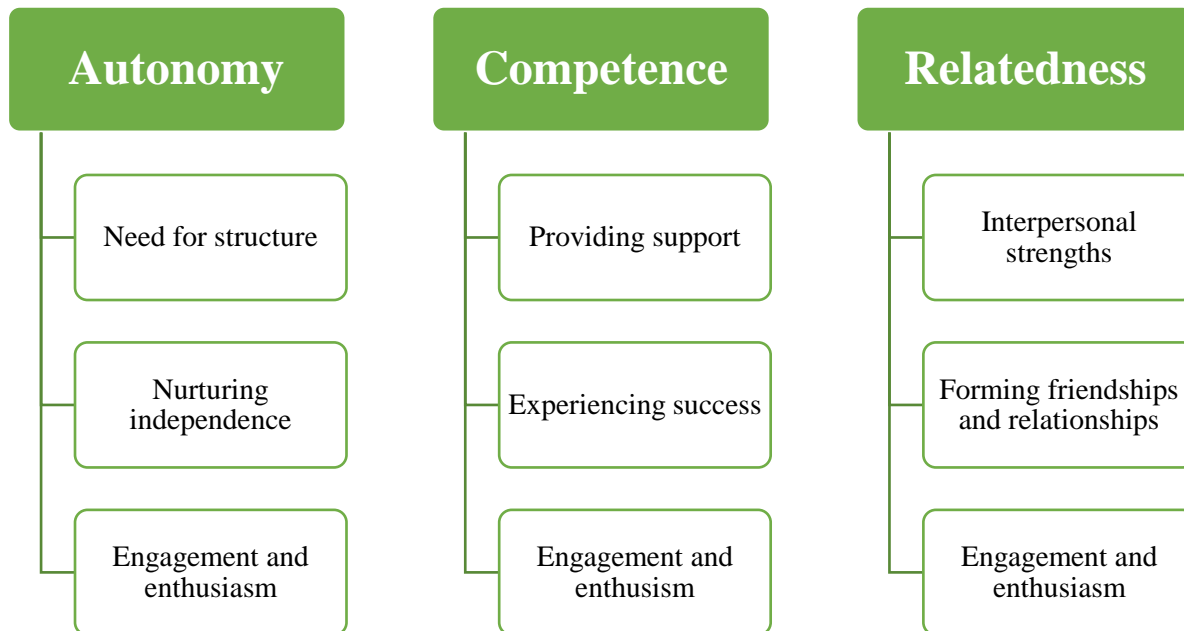 Autonomy
Need for structure
Nurturing
independence
Engagement and
enthusiasm
Competence
Providing support
Experiencing success
Engagement and
enthusism
Relatedness
Interpersonal
strengths
Forming friendships
and relationships
Engagement and
enthusiasm